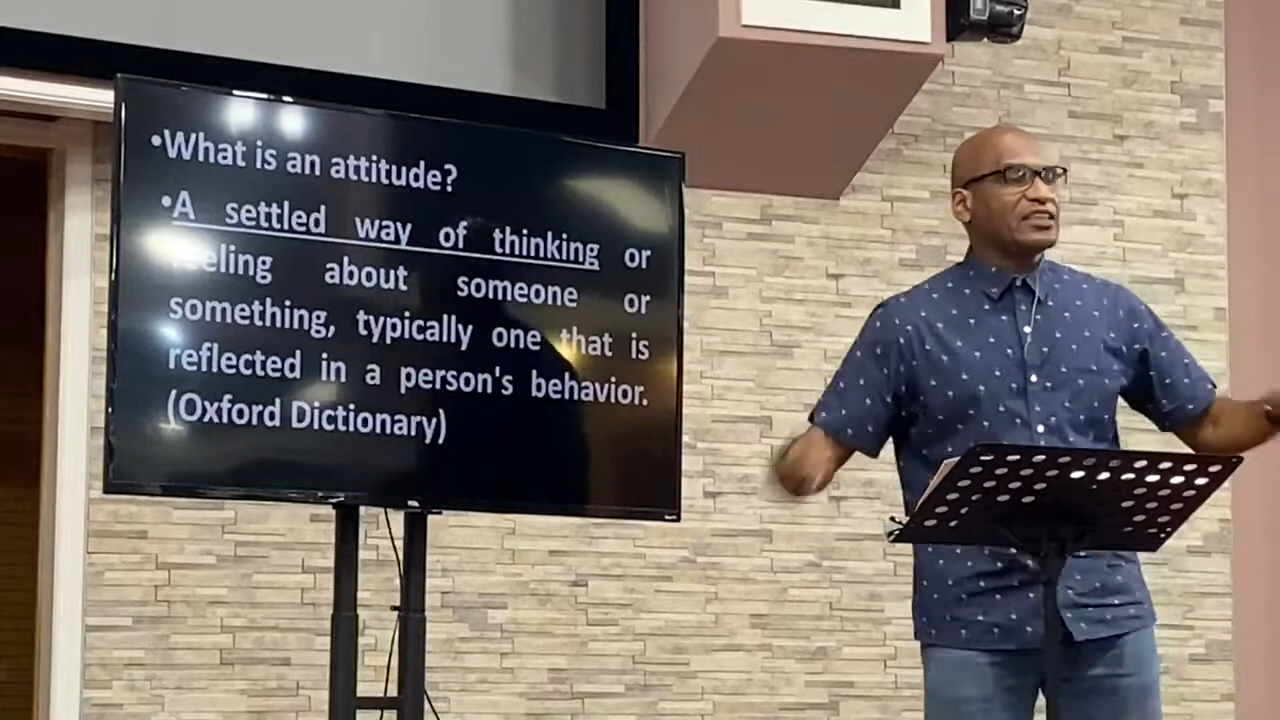 •What is an attitude?
•A settled way of thinking or
feeling about someone or
something, typically one that is
reflected in a person's behavior.
(Oxford Dictionary)